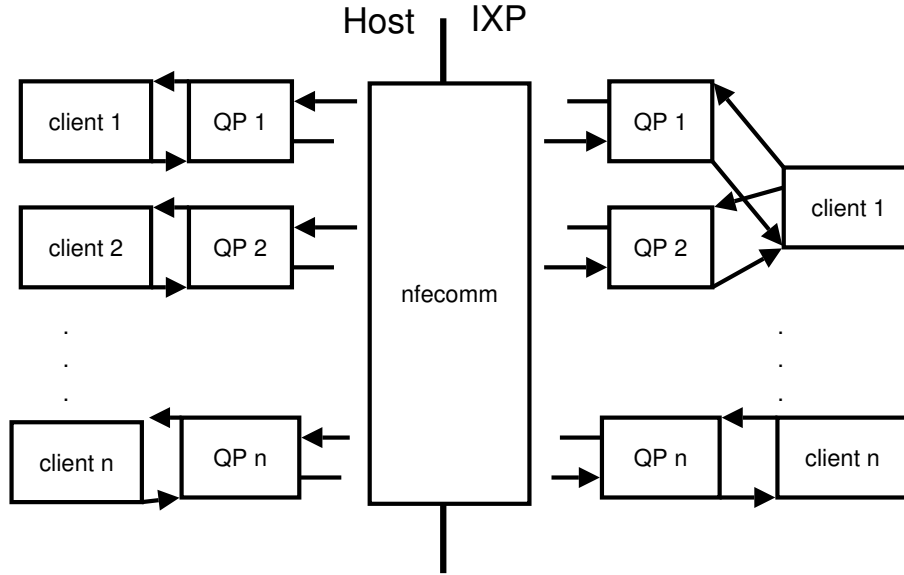 Host IXP
client 1 QP 1 QP 1
client 1
client 2 QP 2 QP 2
nfecomm
client n QP n QP n client n